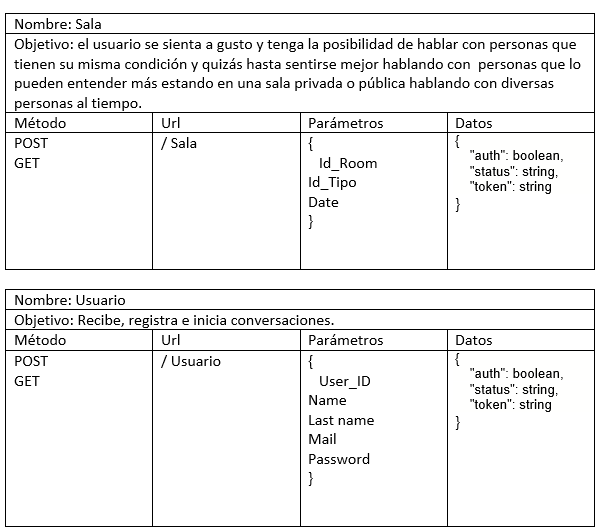 Nombre: Sala
Objetivo: el usuario se sienta a gusto y tenga la posibilidad de hablar con personas que
tienen su misma condición y quizás hasta sentirse mejor hablando con personas que lo
pueden entender más estando en una sala privada o pública hablando con diversas
personas al tiempo.
Método Url Parámetros Datos
POST / Sala { {
GET Id_Room "auth": boolean,
Id_Tipo "status": string,
Date "token": string
} }
Nombre: Usuario
Objetivo: Recibe, registra e inicia conversaciones.
Método Url Parámetros Datos
POST / Usuario { {
GET User_ID "auth": boolean,
Name "status": string,
Last name "token": string
Mail }
Password
}